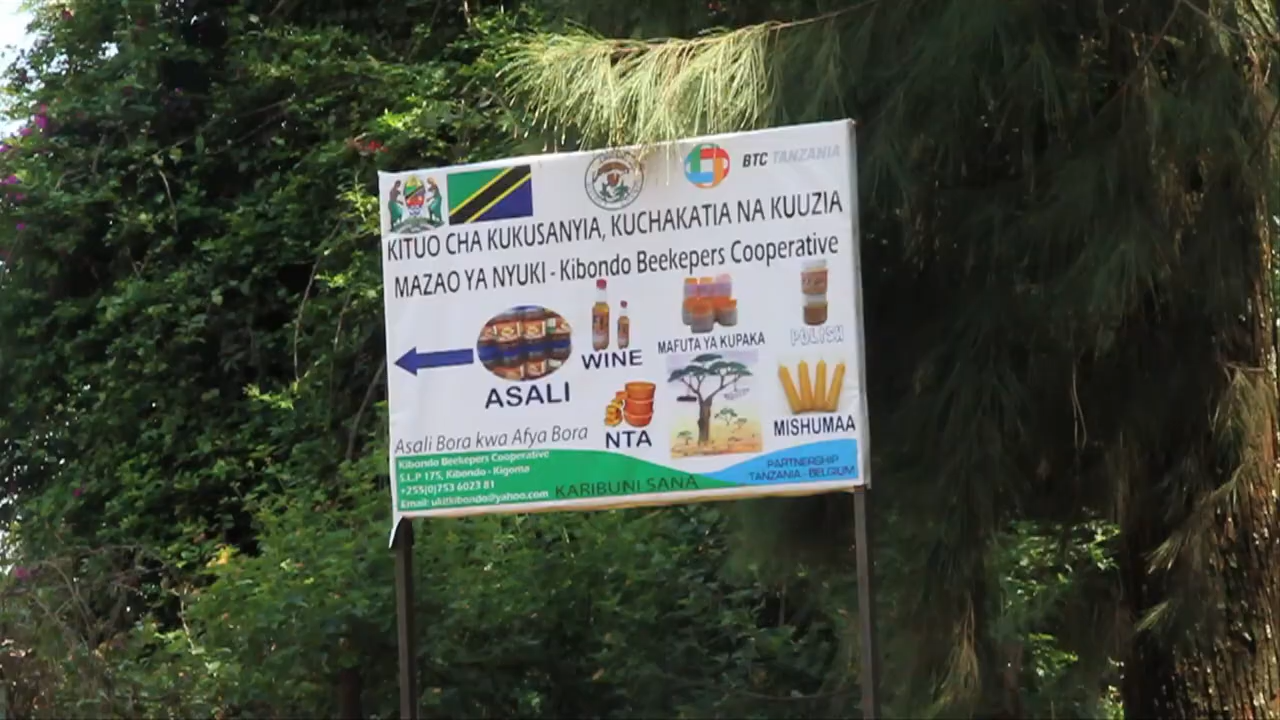 BTC TANZANIA
KITUO CHA KUKUSANYIA, KUCHAKATIA NA KUUZIA
MAZAO YA NYUKI - Kibondo Beekepers Cooperative
ASALI
WINE
MAFUTA YA KUPAKA
POLISH
NTA
MISHUMAA
Asali Bora kwa Afya Bora
Kibondo Beekepers Cooperative
S.L.P 175, Kibondo - Kigoma
+255(0)753 6023 81
Email: ukitkibondo@yahoo.com
KARIBUNI SANA
PARTNERSHIP
TANZANIA - BELGIUM